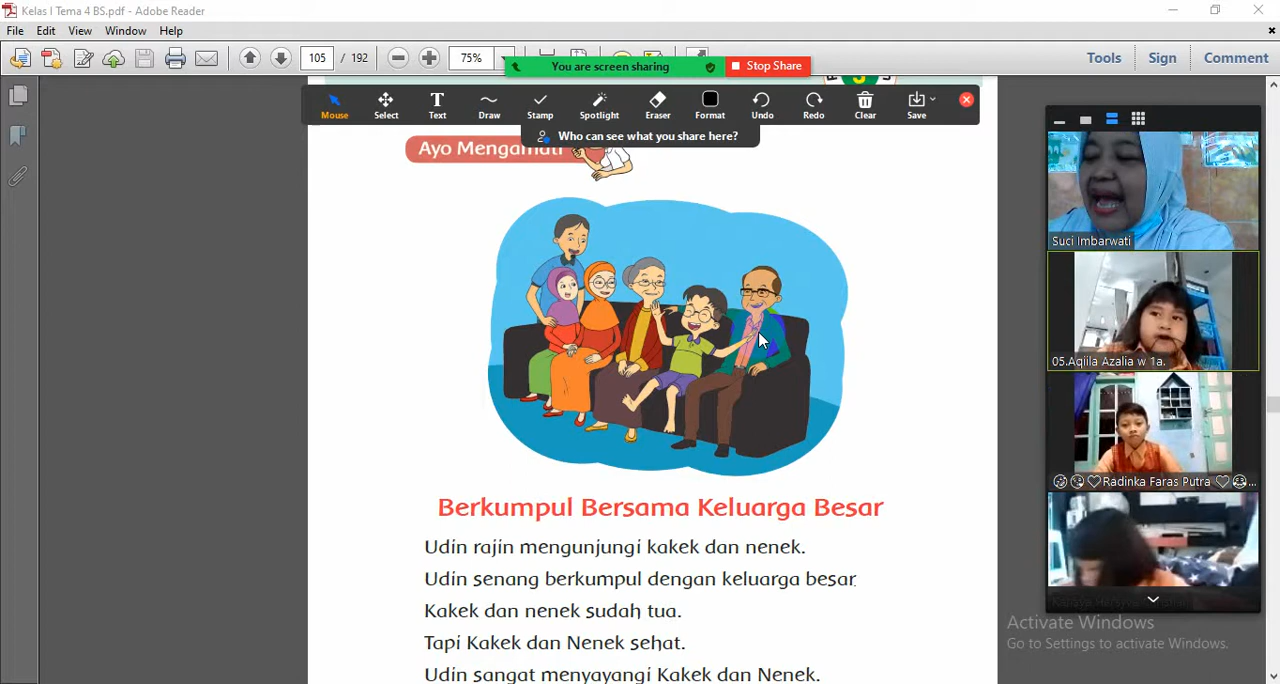 Kelas I Tema 4 BS.pdf - Adobe Reader
File Edit View Window Help
105 / 192 75% Tools Sign Comment
You are screen sharing Stop Share
Mouse Select Text Draw Stamp Spotlight Eraser Format Undo Redo Clear Save
Who can see what you share here?
Ayo Mengamati
Suci Imbarwati
05.Aqiila Azalia w 1a.
Radinka Faras Putra
Berkumpul Bersama Keluarga Besar
Udin rajin mengunjungi kakek dan nenek.
Udin senang berkumpul dengan keluarga besar.
Kakek dan nenek sudah tua.
Tapi Kakek dan Nenek sehat.
Udin sangat menyayangi Kakek dan Nenek.
Activate Windows
Go to Settings to activate Windows.